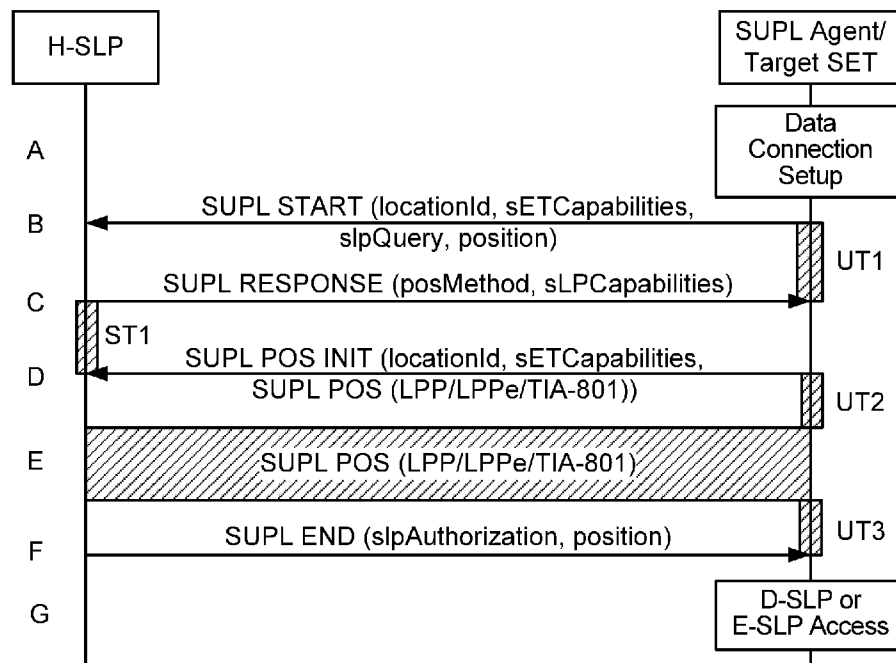 H-SLP
SUPL Agent/
Target SET
A
Data
Connection
Setup
B
SUPL START (locationId, sETCapabilities,
slpQuery, position)
UT1
C
SUPL RESPONSE (posMethod, sLPCapabilities)
ST1
D
SUPL POS INIT (locationId, sETCapabilities,
SUPL POS (LPP/LPPe/TIA-801))
UT2
E
SUPL POS (LPP/LPPe/TIA-801)
F
SUPL END (slpAuthorization, position)
UT3
G
D-SLP or
E-SLP Access